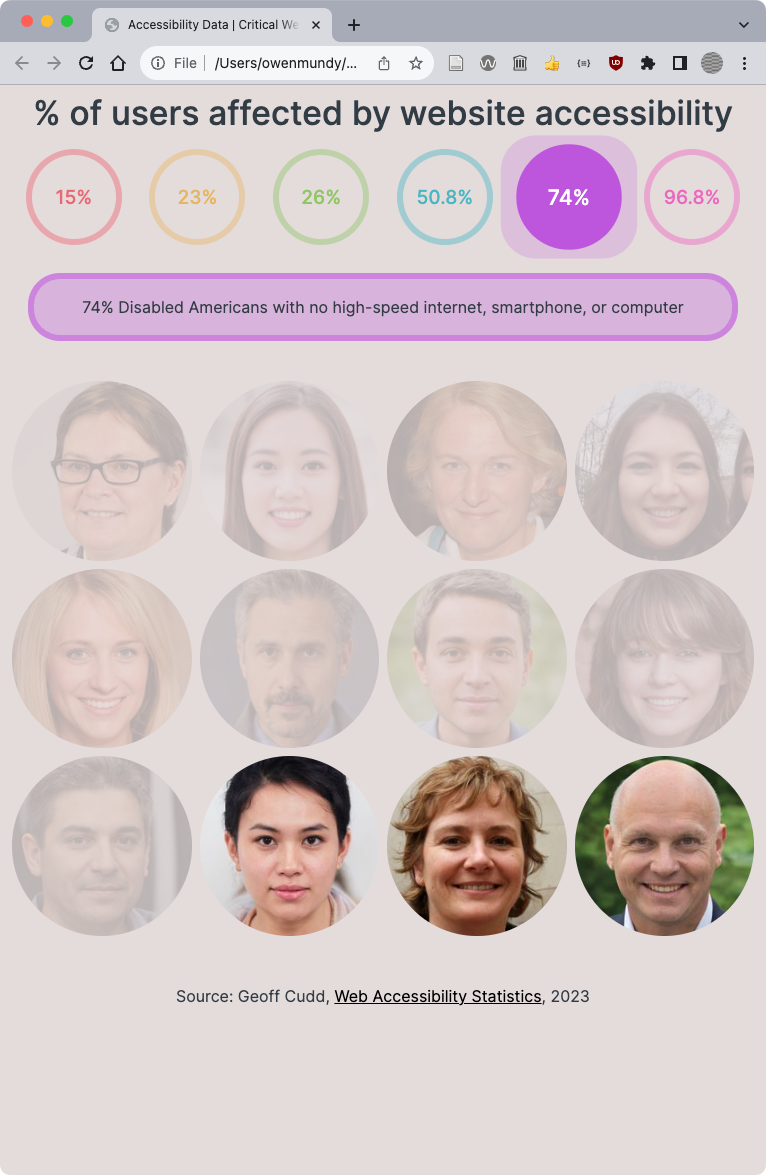 Accessibility Data | Critical We
File
/Users/owenmundy/...
% of users affected by website accessibility
15%
23%
26%
50.8%
74%
96.8%
74% Disabled Americans with no high-speed internet, smartphone, or computer
Source: Geoff Cudd, Web Accessibility Statistics, 2023